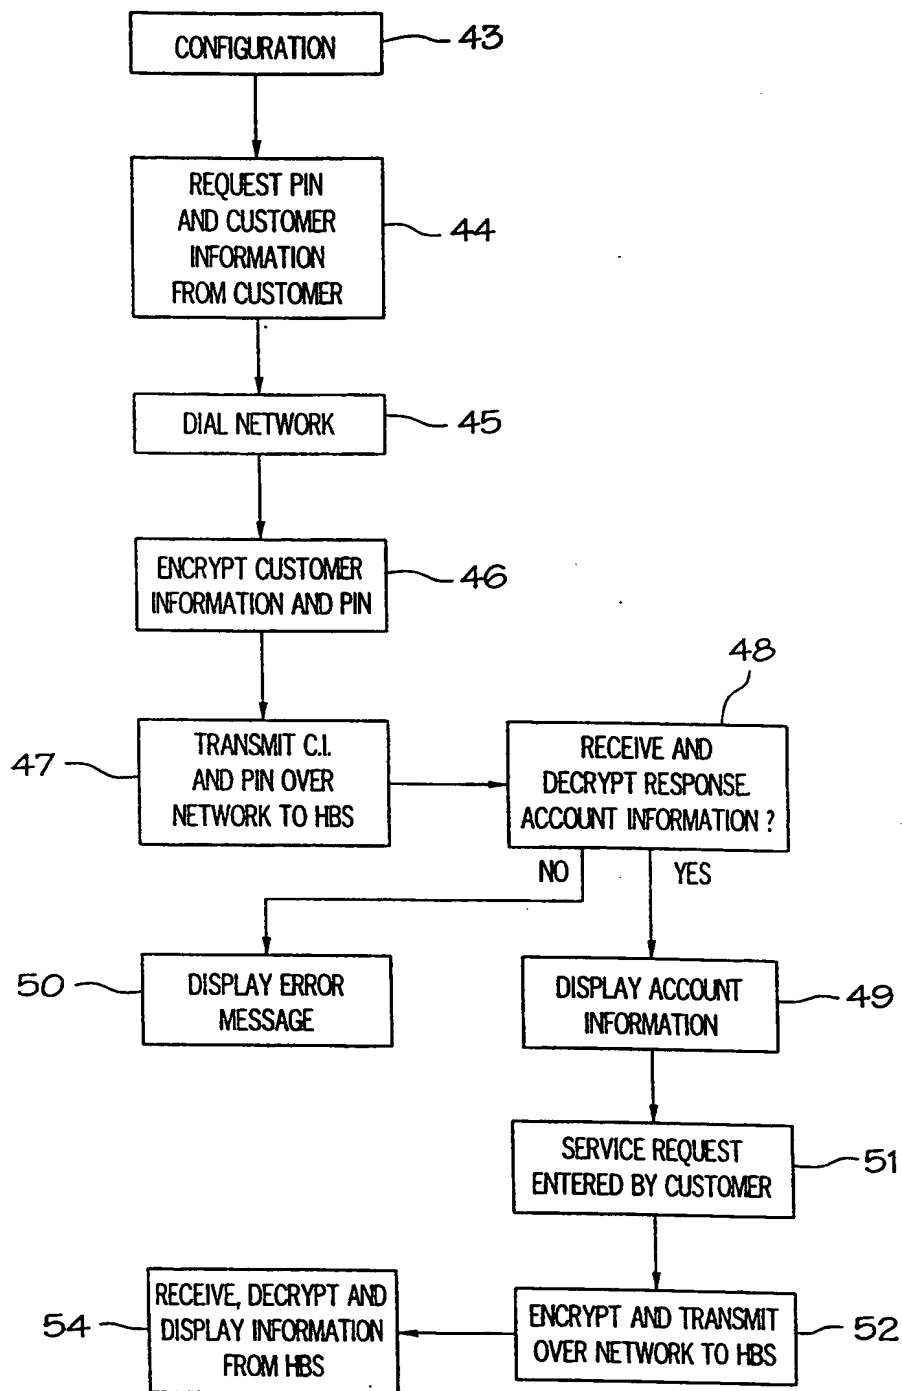 CONFIGURATION
43
REQUEST PIN
AND CUSTOMER
INFORMATION
FROM CUSTOMER
44
DIAL NETWORK
45
ENCRYPT CUSTOMER
INFORMATION AND PIN
46
47
TRANSMIT C.I.
AND PIN OVER
NETWORK TO HBS
48
RECEIVE AND
DECRYPT RESPONSE.
ACCOUNT INFORMATION ?
NO
YES
50
DISPLAY ERROR
MESSAGE
DISPLAY ACCOUNT
INFORMATION
49
SERVICE REQUEST
ENTERED BY CUSTOMER
51
54
RECEIVE, DECRYPT AND
DISPLAY INFORMATION
FROM HBS
ENCRYPT AND TRANSMIT
OVER NETWORK TO HBS
52